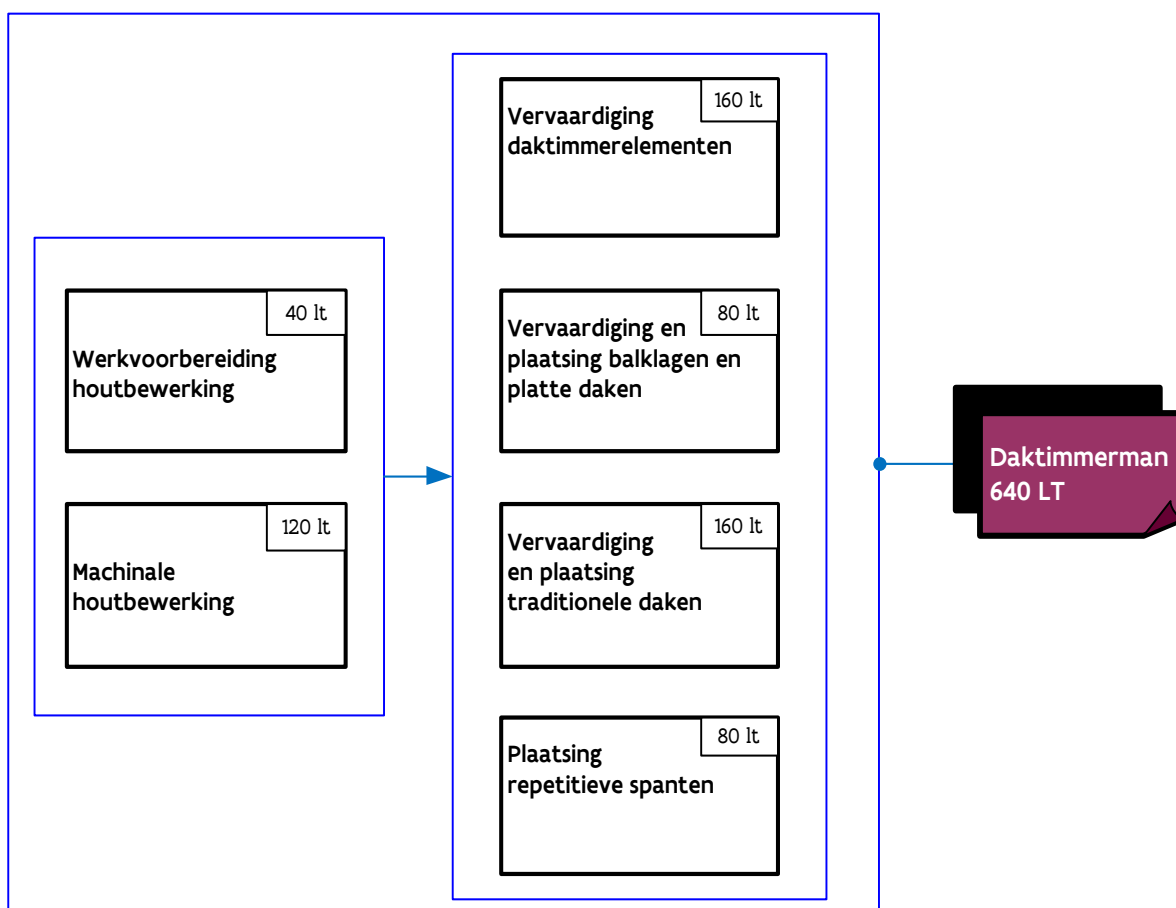 40 lt
Werkvoorbereiding
houtbewerking
120 lt
Machinale
houtbewerking
160 lt
Vervaardiging
daktimmerelementen
80 lt
Vervaardiging en
plaatsing balklagen en
platte daken
160 lt
Vervaardiging
en plaatsing
traditionele daken
80 lt
Plaatsing
repetitieve spanten
Daktimmerman
640 LT